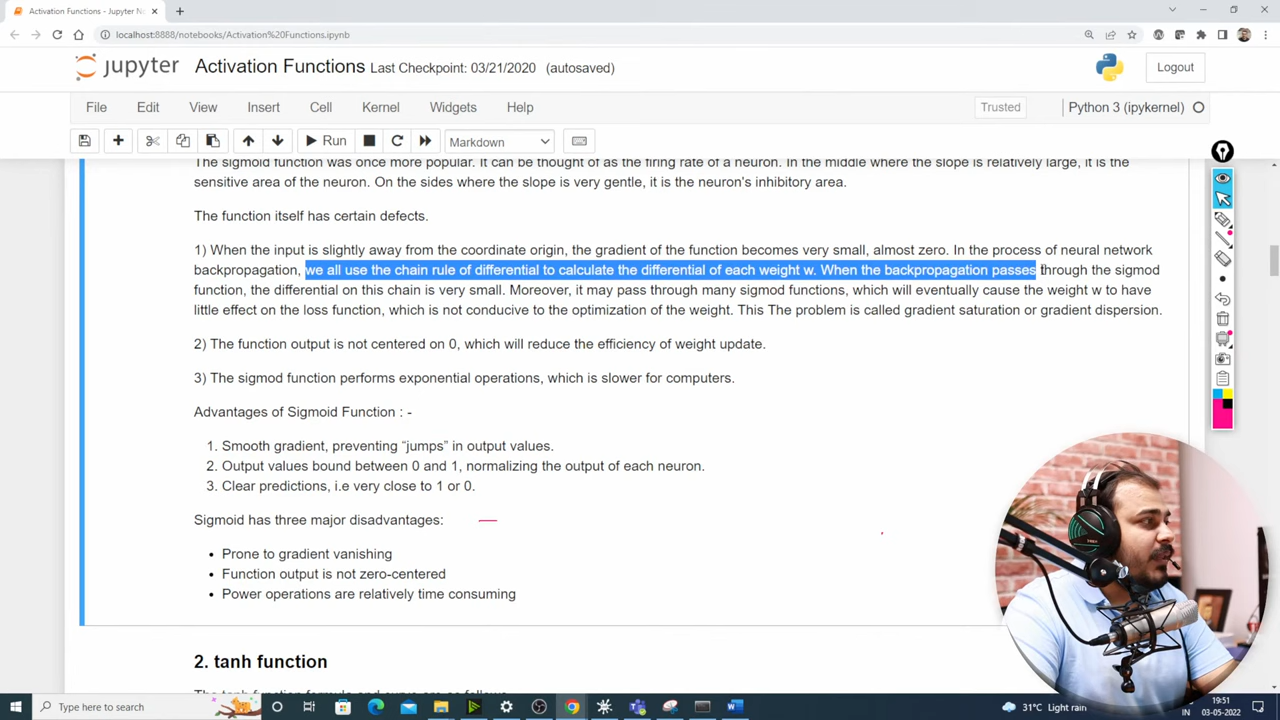 Activation Functions - Jupyter N
localhost:8888/notebooks/Activation%20Functions.ipynb
jupyter Activation Functions Last Checkpoint: 03/21/2020 (autosaved) Logout
File Edit View Insert Cell Kernel Widgets Help Trusted Python 3 (ipykernel)
Run Markdown
The sigmoid function was once more popular. It can be thought of as the firing rate of a neuron. In the middle where the slope is relatively large, it is the
sensitive area of the neuron. On the sides where the slope is very gentle, it is the neuron's inhibitory area.
The function itself has certain defects.
1) When the input is slightly away from the coordinate origin, the gradient of the function becomes very small, almost zero. In the process of neural network
backpropagation, we all use the chain rule of differential to calculate the differential of each weight w. When the backpropagation passes through the sigmod
function, the differential on this chain is very small. Moreover, it may pass through many sigmod functions, which will eventually cause the weight w to have
little effect on the loss function, which is not conducive to the optimization of the weight. This The problem is called gradient saturation or gradient dispersion.
2) The function output is not centered on 0, which will reduce the efficiency of weight update.
3) The sigmod function performs exponential operations, which is slower for computers.
Advantages of Sigmoid Function : -
1. Smooth gradient, preventing “jumps” in output values.
2. Output values bound between 0 and 1, normalizing the output of each neuron.
3. Clear predictions, i.e very close to 1 or 0.
Sigmoid has three major disadvantages:
• Prone to gradient vanishing
• Function output is not zero-centered
• Power operations are relatively time consuming
2. tanh function
The tanh function formula and curve are as follows
Type here to search
31°C Light rain
IN
19:51
03-05-2022